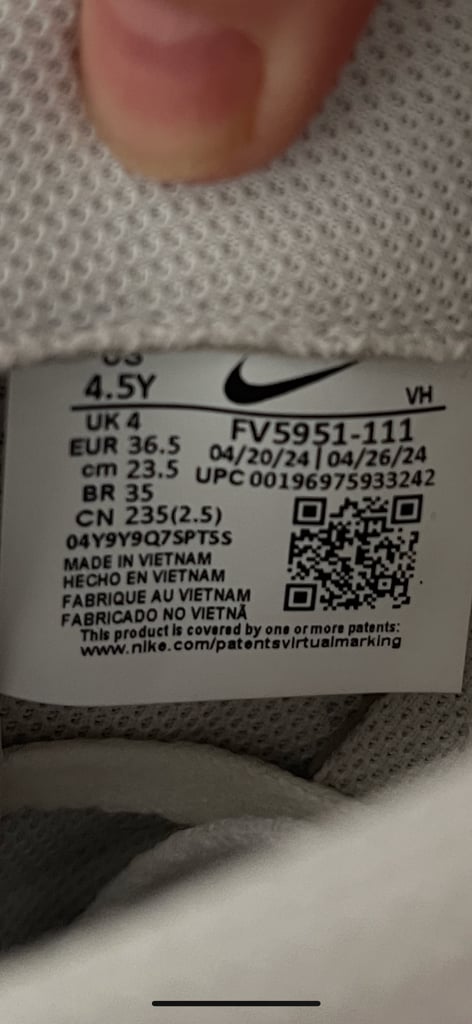 US
4.5Y
VH
UK 4
FV5951-111
EUR 36.5
04/20/24 | 04/26/24
cm 23.5
UPC 00196975933242
BR 35
CN 235(2.5)
04Y9Y9Q7SPTSS
MADE IN VIETNAM
HECHO EN VIETNAM
FABRIQUE AU VIETNAM
FABRICADO NO VIETNÃ
This product is covered by one or more patents:
www.nike.com/patentsvirtualmarking